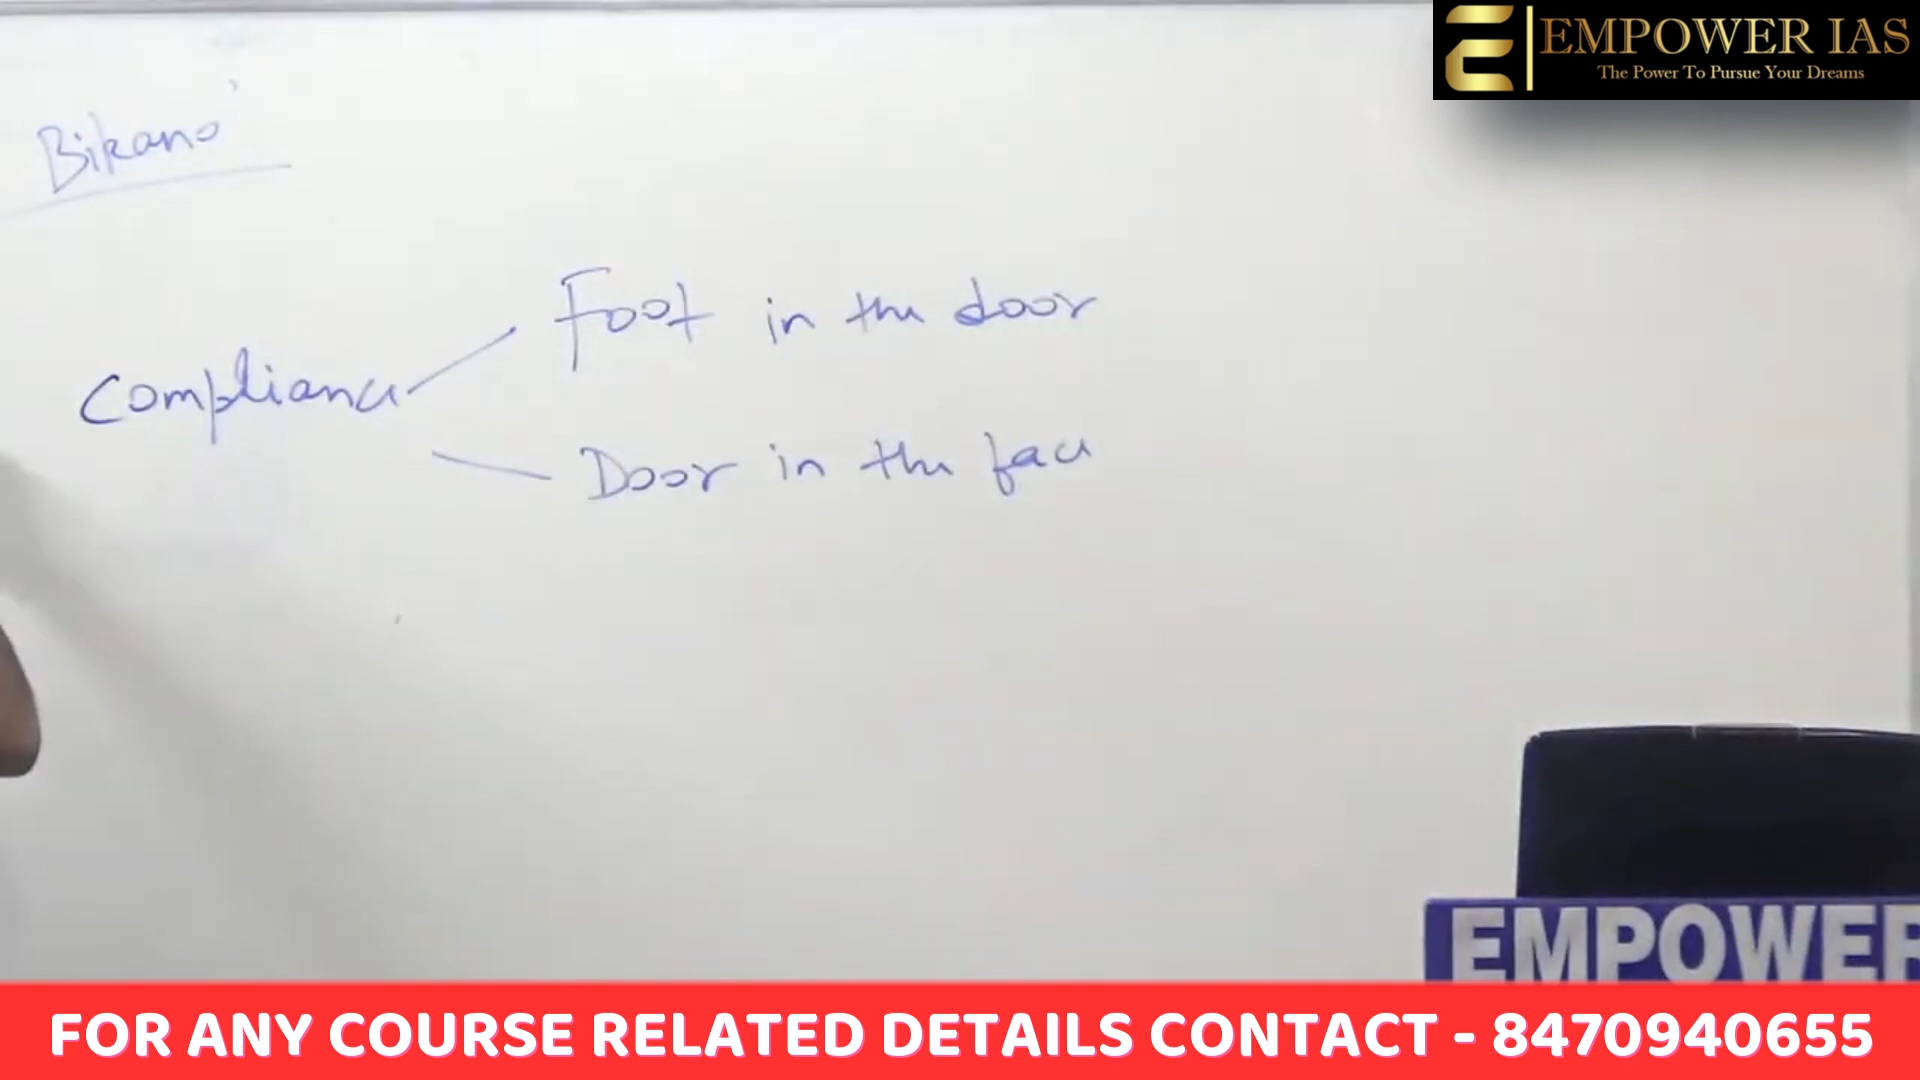 EMPOWER IAS
The Power To Pursue Your Dreams
Bikano
Compliance
Foot in the door
Door in the face
EMPOWER
FOR ANY COURSE RELATED DETAILS CONTACT - 8470940655